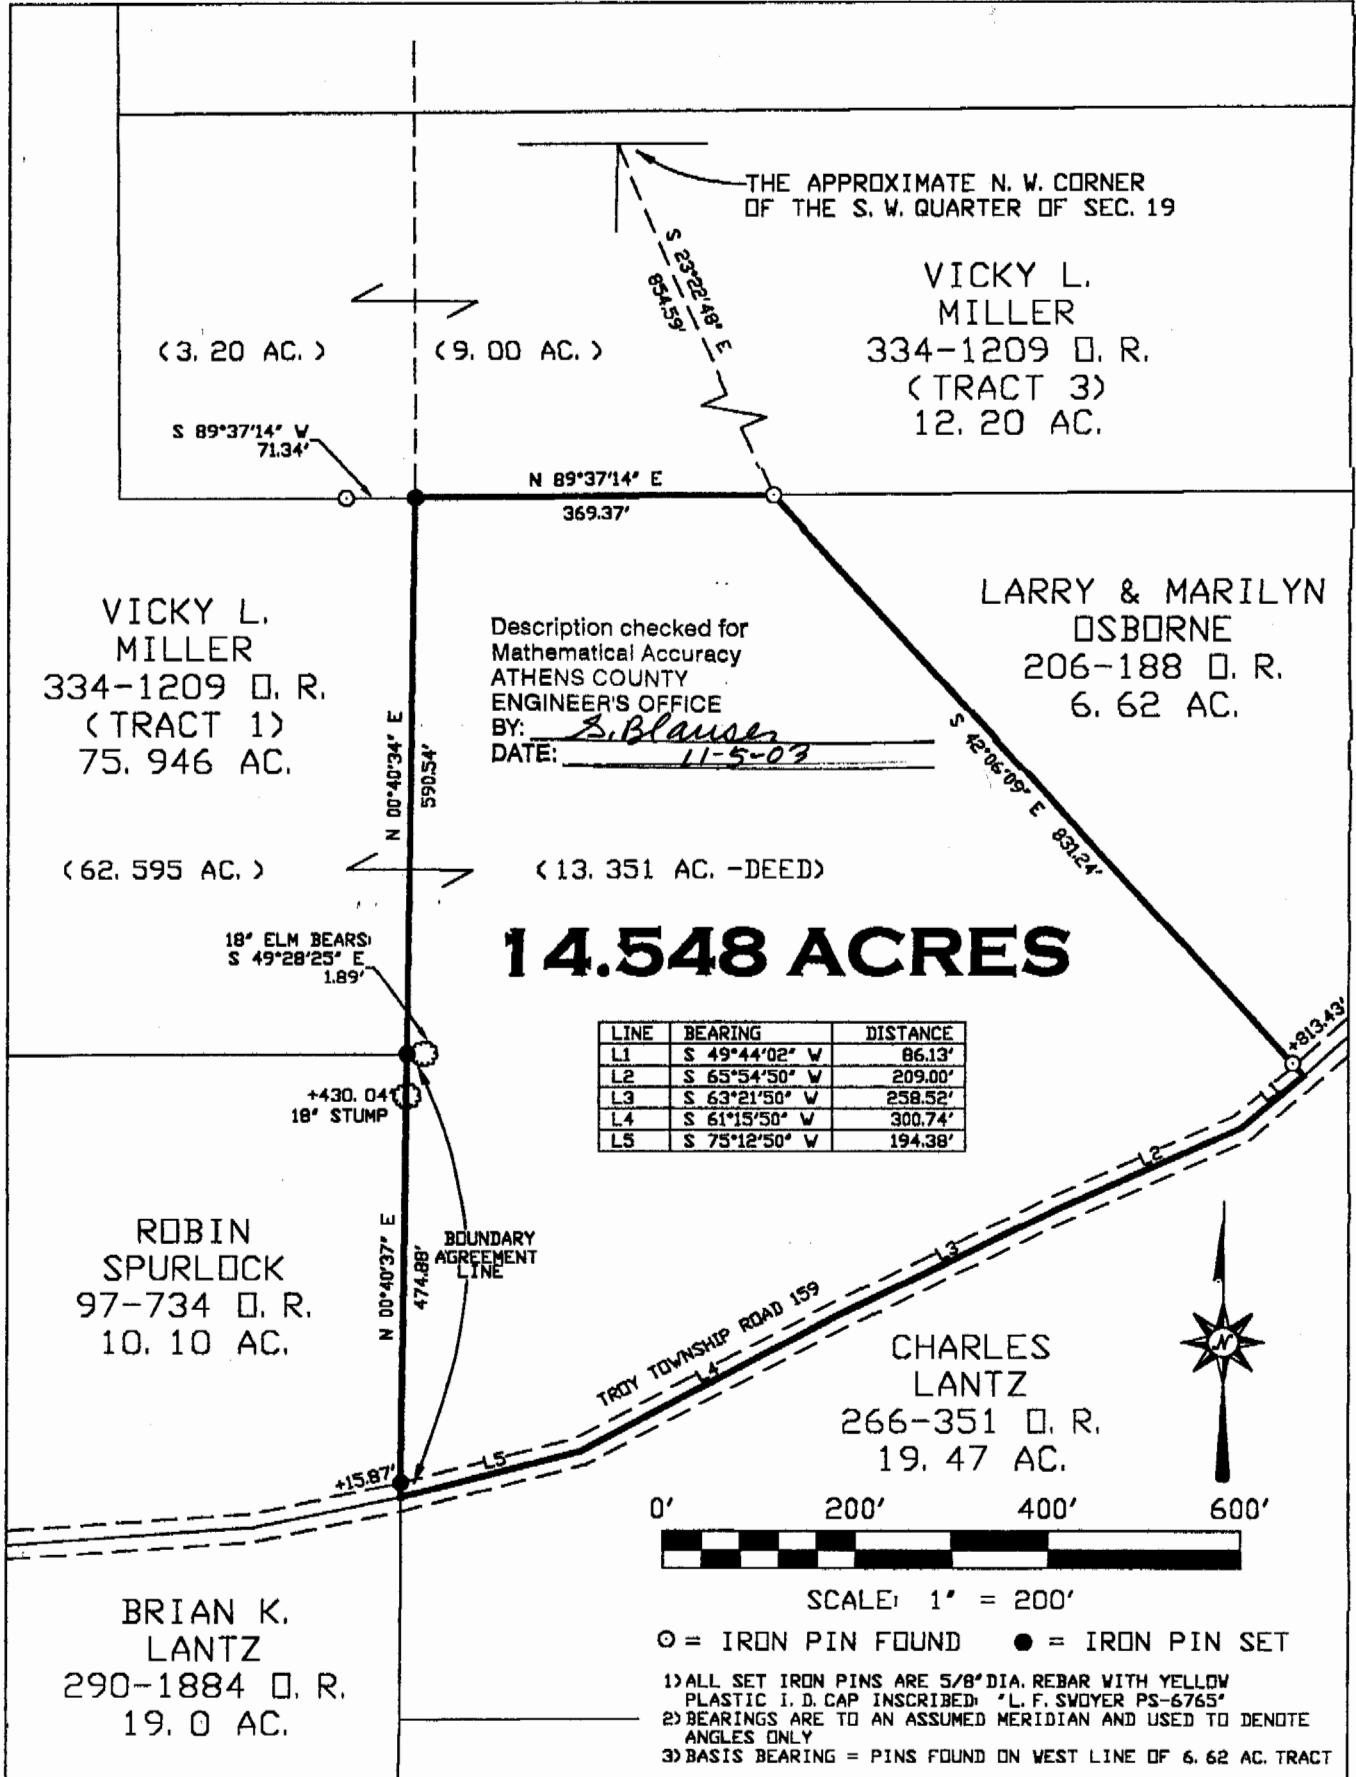 THE APPROXIMATE N. W. CORNER
OF THE S. W. QUARTER OF SEC. 19
S 23°22'48" E
854.59'
VICKY L.
MILLER
334-1209 O. R.
(TRACT 3)
12. 20 AC.
(3. 20 AC. )
(9. 00 AC. )
S 89°37'14" W
71.34'
N 89°37'14" E
369.37'
VICKY L.
MILLER
334-1209 O. R.
(TRACT 1)
75. 946 AC.
N 00°40'34" E
590.54'
Description checked for
Mathematical Accuracy
ATHENS COUNTY
ENGINEER'S OFFICE
BY: S. Blauser
DATE: 11-5-03
LARRY & MARILYN
OSBORNE
206-188 O. R.
6. 62 AC.
S 42°06'09" E 831.24'
(62. 595 AC. )
(13. 351 AC. -DEED)
14.548 ACRES
18" ELM BEARS:
S 49°28'25" E
1.89'
LINE BEARING DISTANCE
L1 S 49°44'02" W 86.13'
L2 S 65°54'50" W 209.00'
L3 S 63°21'50" W 258.52'
L4 S 61°15'50" W 300.74'
L5 S 75°12'50" W 194.38'
+813.43'
L1
+430. 04'
18" STUMP
L2
ROBIN
SPURLOCK
97-734 O. R.
10. 10 AC.
N 00°40'37" E
474.88'
BOUNDARY
AGREEMENT
LINE
L3
TROY TOWNSHIP ROAD 159
L4
N
CHARLES
LANTZ
266-351 O. R.
19. 47 AC.
L5
+15.87'
0' 200' 400' 600'
SCALE: 1" = 200'
BRIAN K.
LANTZ
290-1884 O. R.
19. 0 AC.
= IRON PIN FOUND = IRON PIN SET
1) ALL SET IRON PINS ARE 5/8" DIA. REBAR WITH YELLOW
PLASTIC I. D. CAP INSCRIBED: "L. F. SWOYER PS-6765"
2) BEARINGS ARE TO AN ASSUMED MERIDIAN AND USED TO DENOTE
ANGLES ONLY
3) BASIS BEARING = PINS FOUND ON WEST LINE OF 6. 62 AC. TRACT